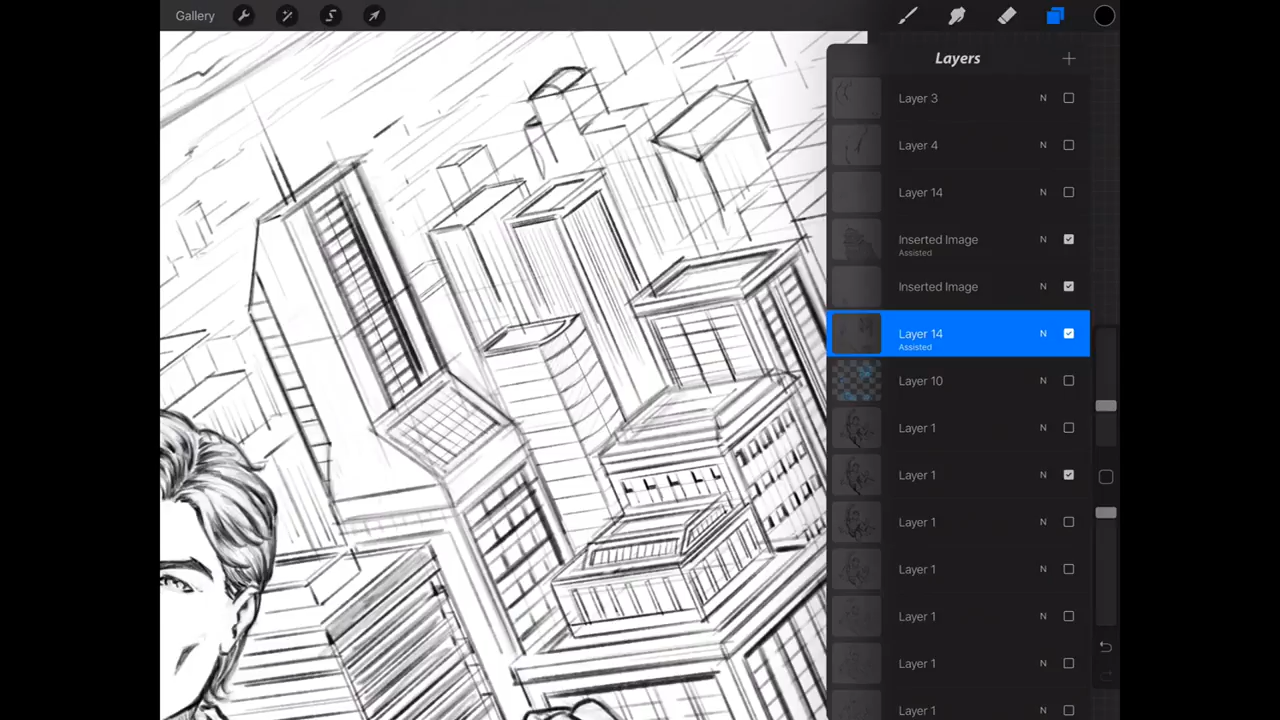 Gallery
Layers
Layer 3 N
Layer 4 N
Layer 14 N
Inserted Image N
Assisted
Inserted Image N
Layer 14 N
Assisted
Layer 10 N
Layer 1 N
Layer 1 N
Layer 1 N
Layer 1 N
Layer 1 N
Layer 1 N
Layer 1 N